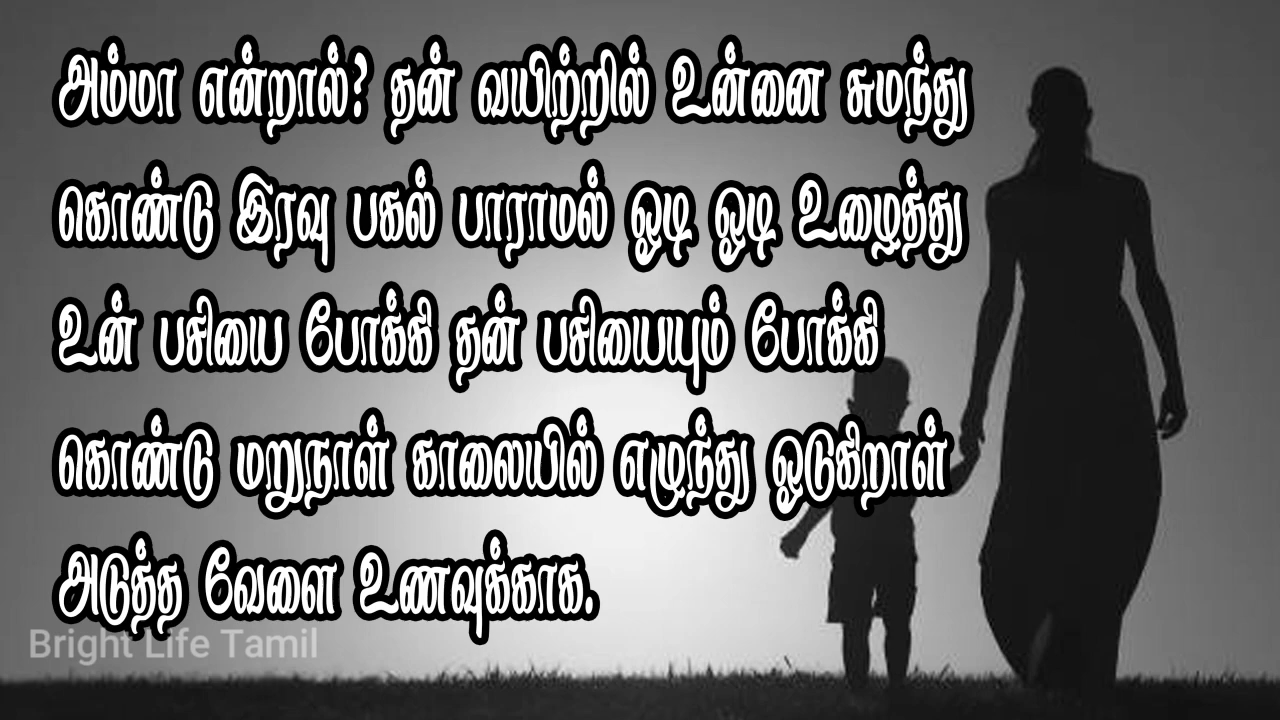 அம்மா என்றால்? தன் வயிற்றில் உன்னை சுமந்து
கொண்டு இரவு பகல் பாராமல் ஓடி ஓடி உழைத்து
உன் பசியை போக்கி தன் பசியையும் போக்கி
கொண்டு மறுநாள் காலையில் எழுந்து ஓடுகிறாள்
அடுத்த வேளை உணவுக்காக.
Bright Life Tamil